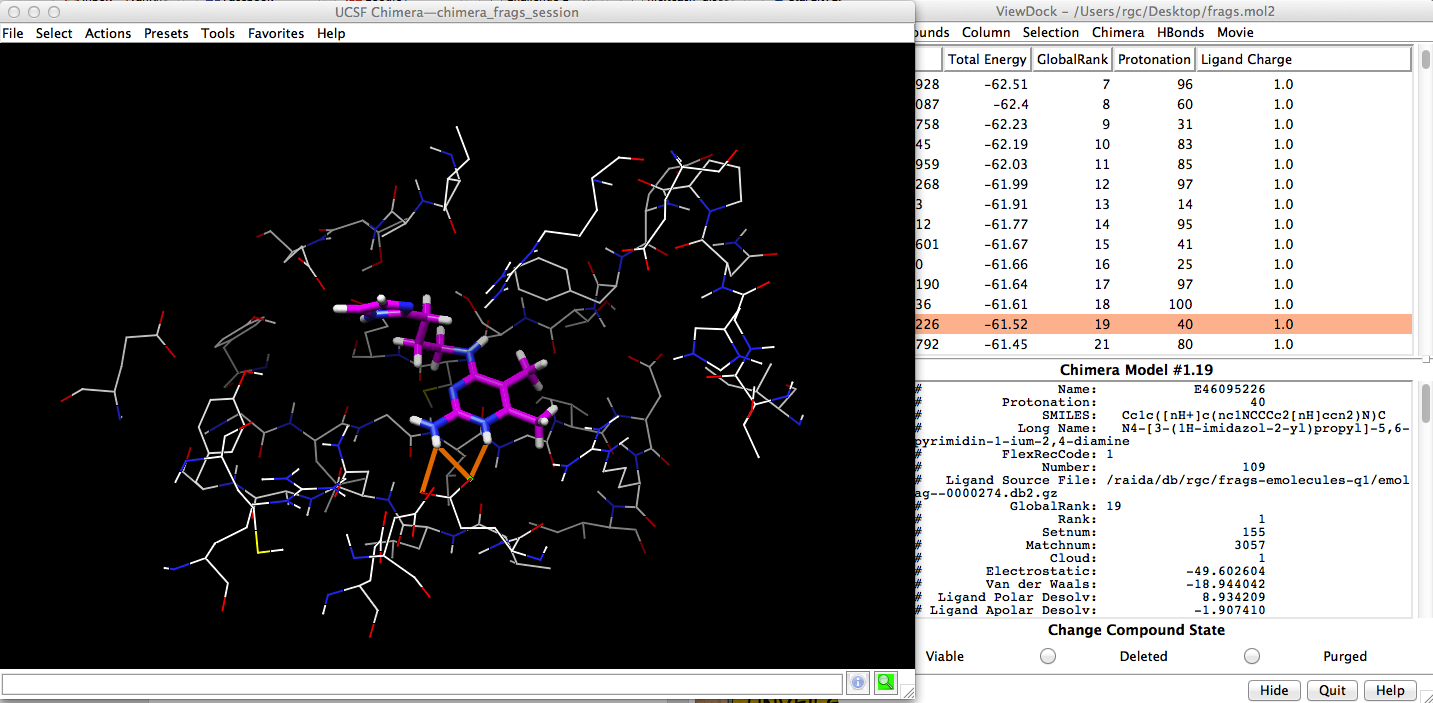 UCSF Chimera—chimera_frags_session
File Select Actions Presets Tools Favorites Help
ViewDock - /Users/rgc/Desktop/frags.mol2
ounds Column Selection Chimera HBonds Movie
Total Energy GlobalRank Protonation Ligand Charge
928 -62.51 7 96 1.0
087 -62.4 8 60 1.0
758 -62.23 9 31 1.0
45 -62.19 10 83 1.0
959 -62.03 11 85 1.0
268 -61.99 12 97 1.0
3 -61.91 13 14 1.0
12 -61.77 14 95 1.0
601 -61.67 15 41 1.0
0 -61.66 16 25 1.0
190 -61.64 17 97 1.0
36 -61.61 18 100 1.0
226 -61.52 19 40 1.0
792 -61.45 21 80 1.0
Chimera Model #1.19
# Name: E46095226
# Protonation: 40
# SMILES: Cc1c([nH+]c(nc1NCCCc2[nH]ccn2)N)C
# Long Name: N4-[3-(1H-imidazol-2-yl)propyl]-5,6-
pyrimidin-1-ium-2,4-diamine
# FlexRecCode: 1
# Number: 109
# Ligand Source File: /raida/db/rgc/frags-emolecules-q1/emol
ag--0000274.db2.gz
# GlobalRank: 19
# Rank: 1
# Setnum: 155
# Matchnum: 3057
# Cloud: 1
# Electrostatic: -49.602604
# Van der Waals: -18.944042
# Ligand Polar Desolv: 8.934209
# Ligand Apolar Desolv: -1.907410
Change Compound State
Viable Deleted Purged
Hide Quit Help